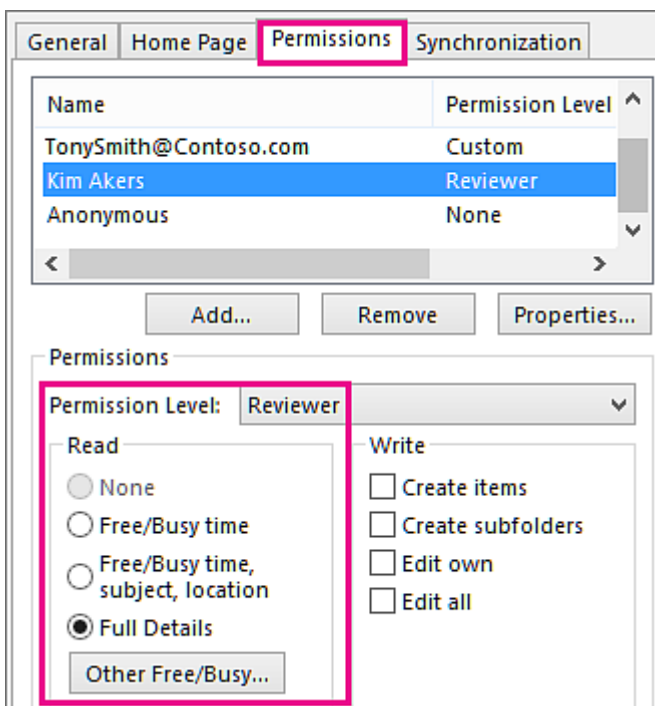 General Home Page Permissions Synchronization
Name Permission Level
TonySmith@Contoso.com Custom
Kim Akers Reviewer
Anonymous None
Add... Remove Properties...
Permissions
Permission Level: Reviewer
Read
None
Free/Busy time
Free/Busy time,
subject, location
Full Details
Other Free/Busy...
Write
Create items
Create subfolders
Edit own
Edit all